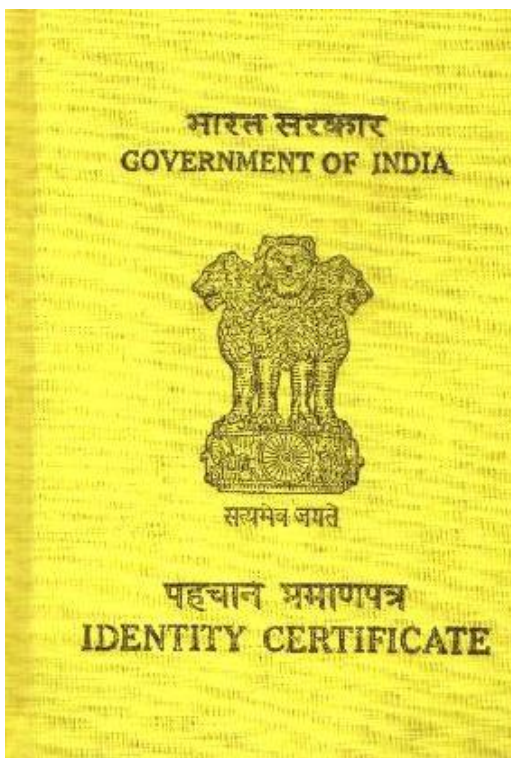 भारत सरकार
GOVERNMENT OF INDIA
सत्यमेव जयते
पहचान प्रमाणपत्र
IDENTITY CERTIFICATE